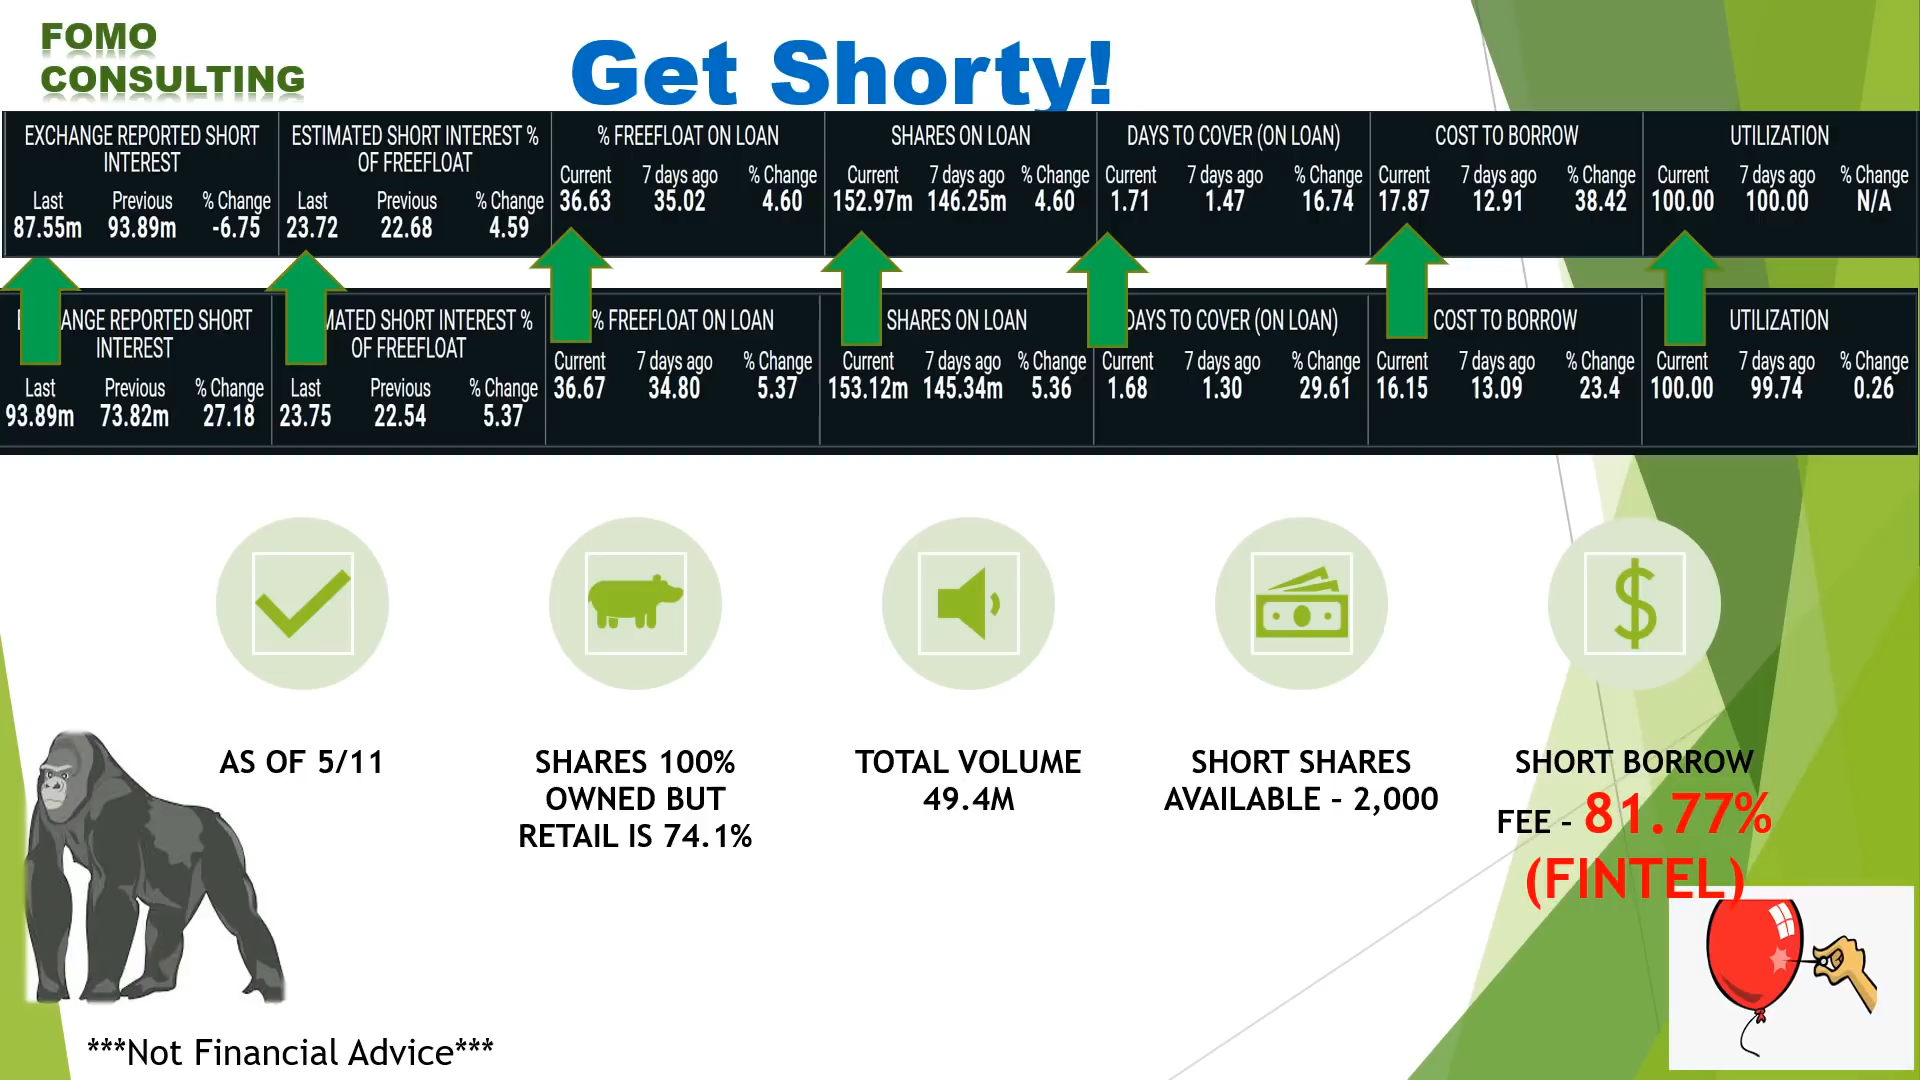 FOMO
CONSULTING
Get Shorty!
EXCHANGE REPORTED SHORT
INTEREST
Last Previous % Change
87.55m 93.89m -6.75
ESTIMATED SHORT INTEREST %
OF FREEFLOAT
Last Previous % Change
23.72 22.68 4.59
% FREEFLOAT ON LOAN
Current 7 days ago % Change
36.63 35.02 4.60
SHARES ON LOAN
Current 7 days ago % Change
152.97m 146.25m 4.60
DAYS TO COVER (ON LOAN)
Current 7 days ago % Change
1.71 1.47 16.74
COST TO BORROW
Current 7 days ago % Change
17.87 12.91 38.42
UTILIZATION
Current 7 days ago % Change
100.00 100.00 N/A
ANGE REPORTED SHORT
INTEREST
Last Previous % Change
93.89m 73.82m 27.18
MATED SHORT INTEREST %
OF FREEFLOAT
Last Previous % Change
23.75 22.54 5.37
% FREEFLOAT ON LOAN
Current 7 days ago % Change
36.67 34.80 5.37
SHARES ON LOAN
Current 7 days ago % Change
153.12m 145.34m 5.36
DAYS TO COVER (ON LOAN)
Current 7 days ago % Change
1.68 1.30 29.61
COST TO BORROW
Current 7 days ago % Change
16.15 13.09 23.4
UTILIZATION
Current 7 days ago % Change
100.00 99.74 0.26
AS OF 5/11
SHARES 100%
OWNED BUT
RETAIL IS 74.1%
TOTAL VOLUME
49.4M
SHORT SHARES
AVAILABLE - 2,000
SHORT BORROW
FEE - 81.77%
(FINTEL)
***Not Financial Advice***